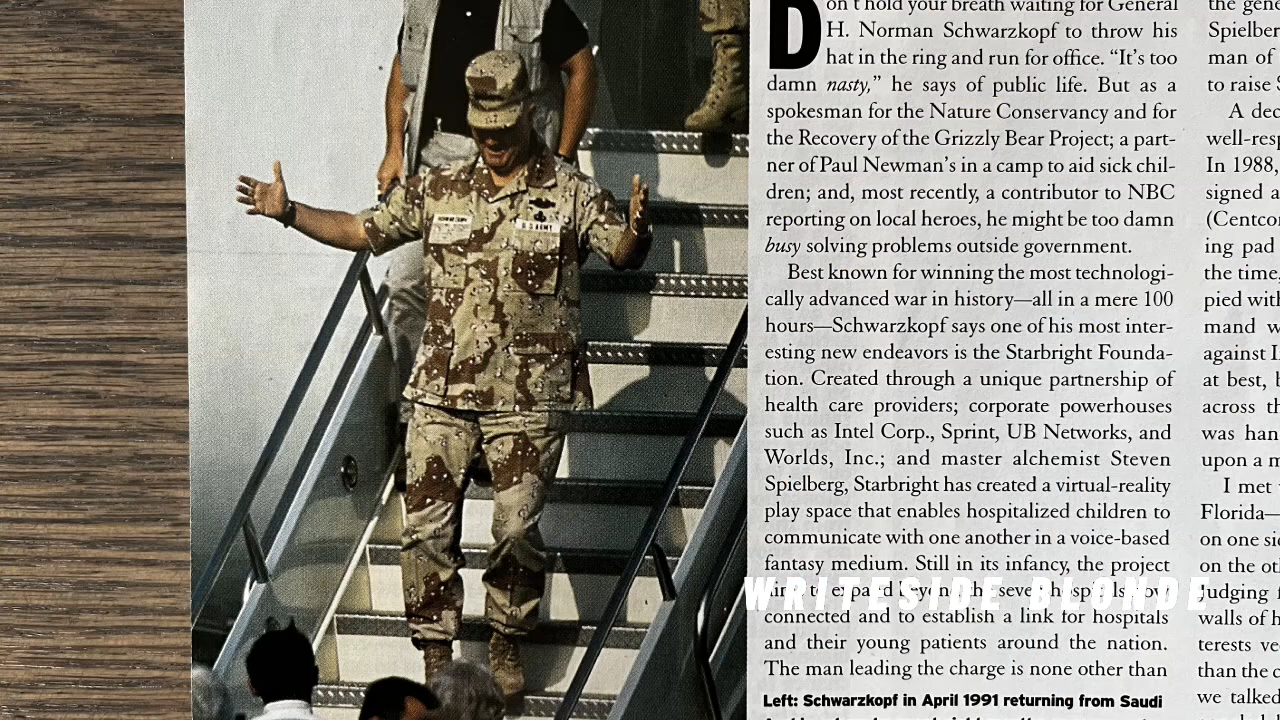 Don't hold your breath waiting for General
H. Norman Schwarzkopf to throw his
hat in the ring and run for office. “It's too
damn nasty,” he says of public life. But as a
spokesman for the Nature Conservancy and for
the Recovery of the Grizzly Bear Project; a part-
ner of Paul Newman's in a camp to aid sick chil-
dren; and, most recently, a contributor to NBC
reporting on local heroes, he might be too damn
busy solving problems outside government.
Best known for winning the most technologi-
cally advanced war in history—all in a mere 100
hours—Schwarzkopf says one of his most inter-
esting new endeavors is the Starbright Founda-
tion. Created through a unique partnership of
health care providers; corporate powerhouses
such as Intel Corp., Sprint, UB Networks, and
Worlds, Inc.; and master alchemist Steven
Spielberg, Starbright has created a virtual-reality
play space that enables hospitalized children to
communicate with one another in a voice-based
fantasy medium. Still in its infancy, the project
expand
connected and to establish a link for hospitals
and their young patients around the nation.
The man leading the charge is none other than
Left: Schwarzkopf in April 1991 returning from Saudi
the
Spielber
man of
to raise
A dec
well-resp
In 1988,
signed a
(Centco
ing pad
the time
pied with
mand w
against I
at best, b
across th
was han
upon a m
I met
Florida—
on one si
on the oth
Judging
walls of h
terests ve
than the
we talked
U.S. ARMY
WRITESIDE BLONDE